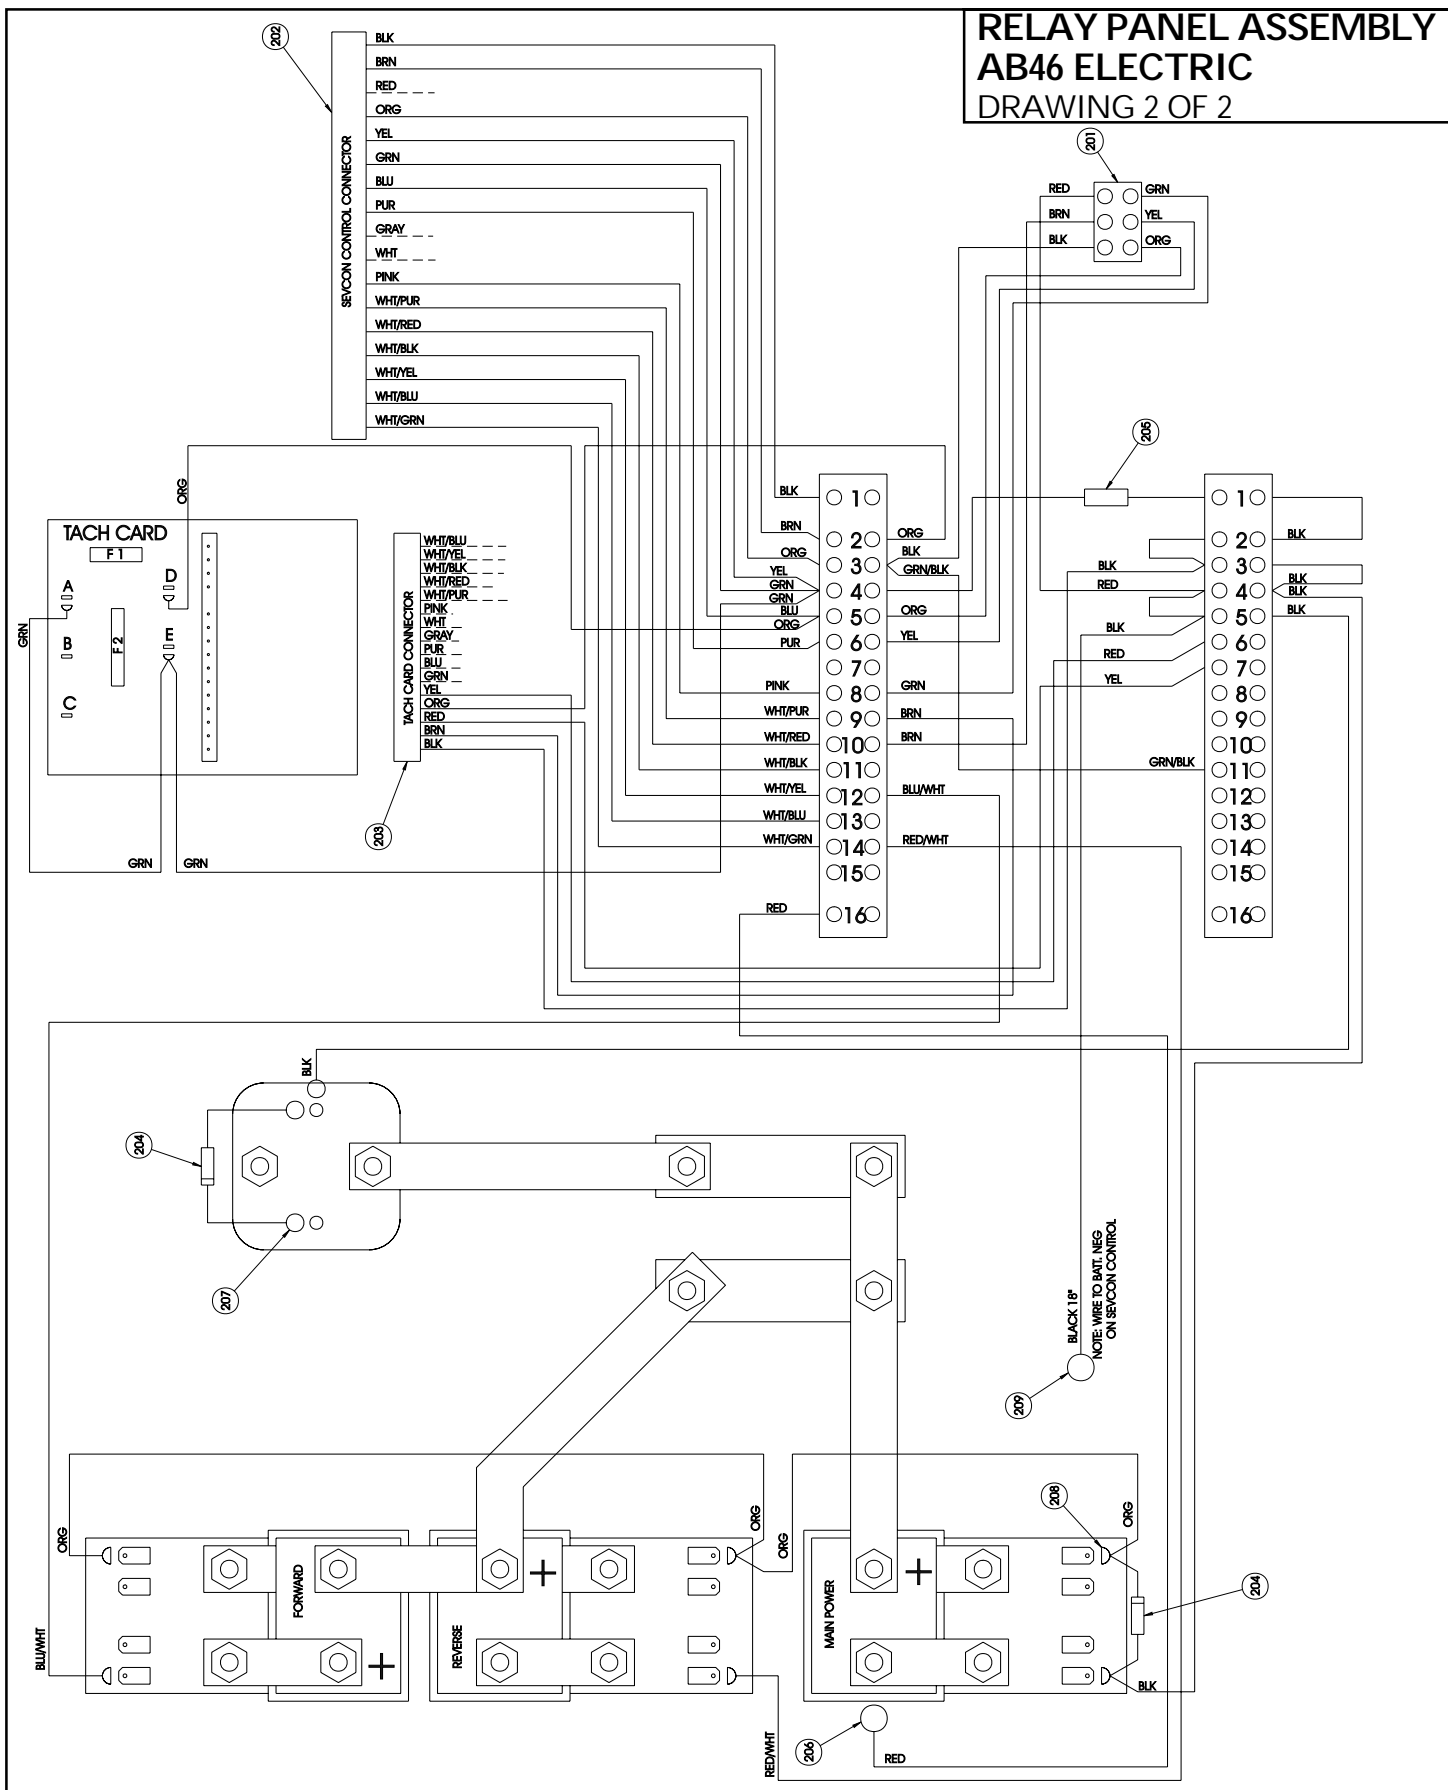 RELAY PANEL ASSEMBLY
AB46 ELECTRIC
DRAWING 2 OF 2
202
SEVCON CONTROL CONNECTOR
BLK
BRN
RED
ORG
YEL
GRN
BLU
PUR
GRAY
WHT
PINK
WHT/PUR
WHT/RED
WHT/BLK
WHT/YEL
WHT/BLU
WHT/GRN
201
RED
BRN
BLK
GRN
YEL
ORG
205
ORG
TACH CARD
F 1
A
D
F 2
B
E
C
GRN
GRN
GRN
TACH CARD CONNECTOR
WHT/BLU
WHT/YEL
WHT/BLK
WHT/RED
WHT/PUR
PINK
WHT
GRAY
PUR
BLU
GRN
YEL
ORG
RED
BRN
BLK
203
BLK
BRN
ORG
YEL
GRN
GRN
BLU
ORG
PUR
PINK
WHT/PUR
WHT/RED
WHT/BLK
WHT/YEL
WHT/BLU
WHT/GRN
RED
1
2
3
4
5
6
7
8
9
10
11
12
13
14
15
16
ORG
BLK
GRN/BLK
ORG
YEL
GRN
BRN
BRN
BLU/WHT
RED/WHT
BLK
RED
BLK
RED
YEL
GRN/BLK
1
2
3
4
5
6
7
8
9
10
11
12
13
14
15
16
BLK
BLK
BLK
BLK
BLK
204
207
BLACK 18"
NOTE: WIRE TO BATT. NEG
ON SEVCON CONTROL
209
ORG
BLU/WHT
FORWARD
+
REVERSE
+
ORG
ORG
RED/WHT
MAIN POWER
+
208
ORG
204
BLK
206
RED